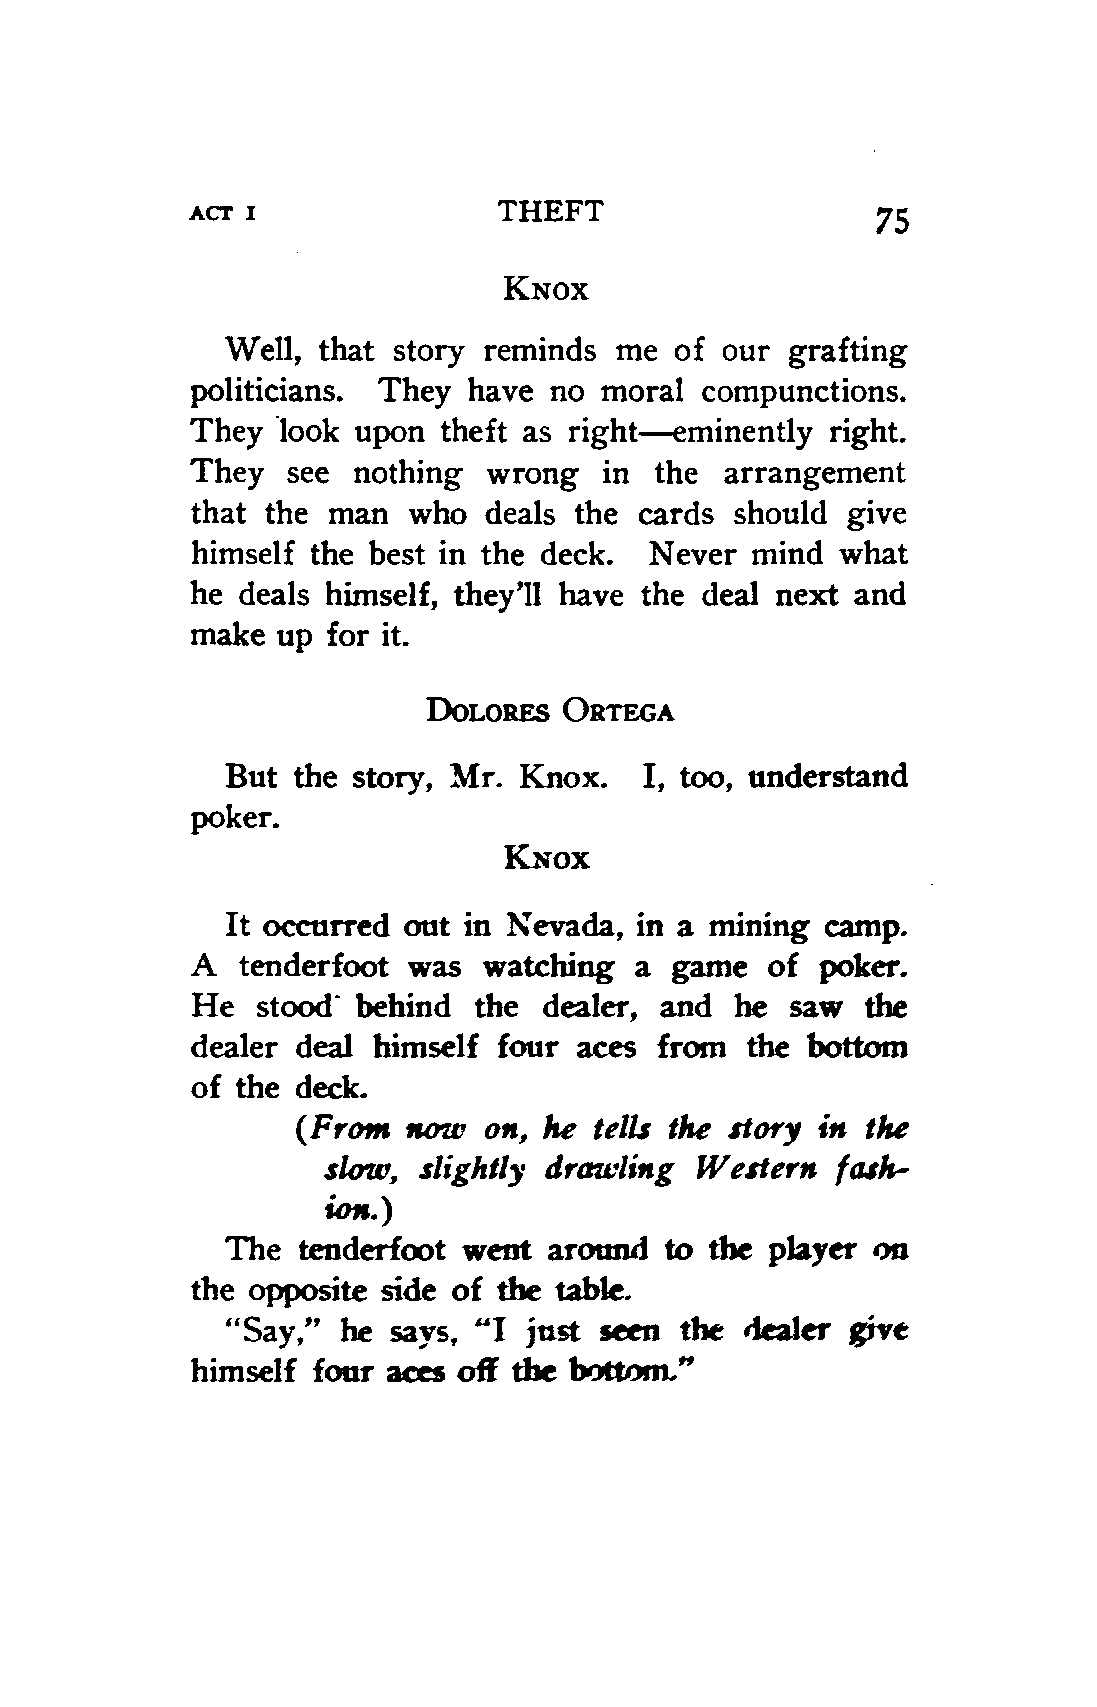 ACT I THEFT 75
KNOX
Well, that story reminds me of our grafting
politicians. They have no moral compunctions.
They look upon theft as right—eminently right.
They see nothing wrong in the arrangement
that the man who deals the cards should give
himself the best in the deck. Never mind what
he deals himself, they'll have the deal next and
make up for it.
DOLORES ORTEGA
But the story, Mr. Knox. I, too, understand
poker.
KNOX
It occurred out in Nevada, in a mining camp.
A tenderfoot was watching a game of poker.
He stood behind the dealer, and he saw the
dealer deal himself four aces from the bottom
of the deck.
(From now on, he tells the story in the
slow, slightly drawling Western fash-
ion.)
The tenderfoot went around to the player on
the opposite side of the table.
"Say," he says, "I just seen the dealer give
himself four aces off the bottom."